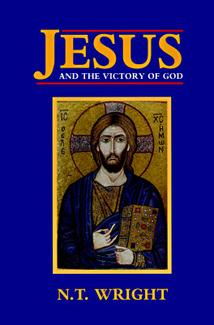 JESUS
AND THE VICTORY OF GOD
N.T. WRIGHT